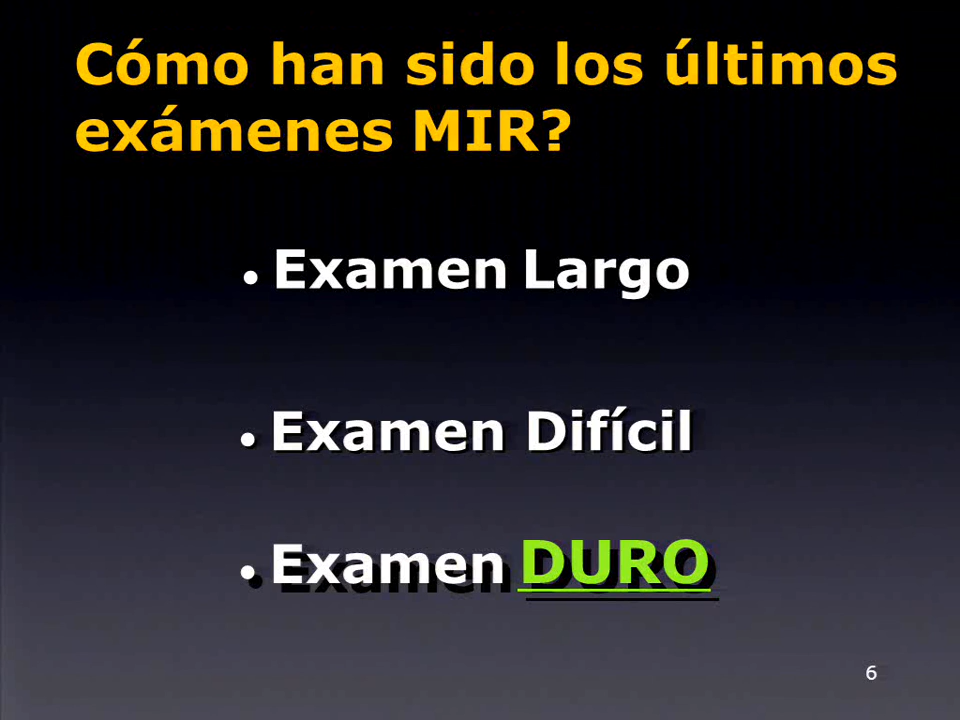 Cómo han sido los últimos
exámenes MIR?
• Examen Largo
• Examen Difícil
• Examen DURO
6